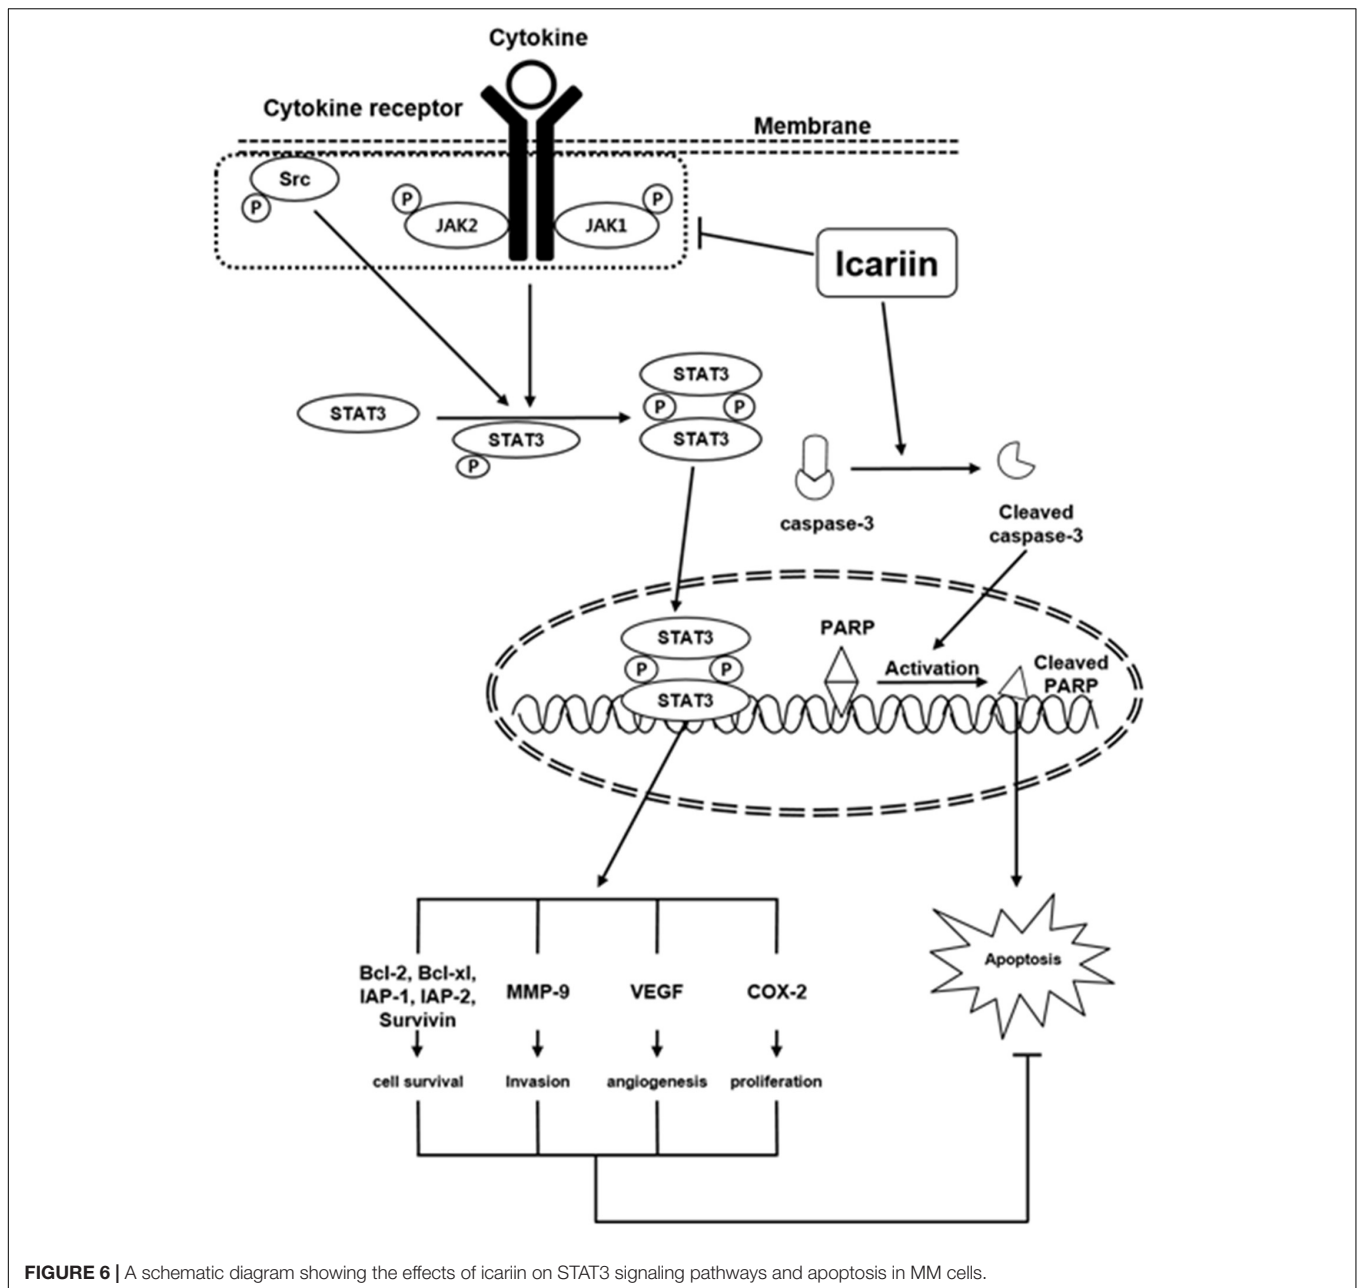 Cytokine
Cytokine receptor
Membrane
Src
P
P
JAK2
JAK1
P
Icariin
STAT3
STAT3
P
STAT3
P
P
STAT3
caspase-3
Cleaved
caspase-3
STAT3
P
P
STAT3
PARP
Activation
Cleaved
PARP
Bcl-2, Bcl-xl,
IAP-1, IAP-2,
Survivin
MMP-9
VEGF
COX-2
Apoptosis
cell survival
Invasion
angiogenesis
proliferation
FIGURE 6 | A schematic diagram showing the effects of icariin on STAT3 signaling pathways and apoptosis in MM cells.